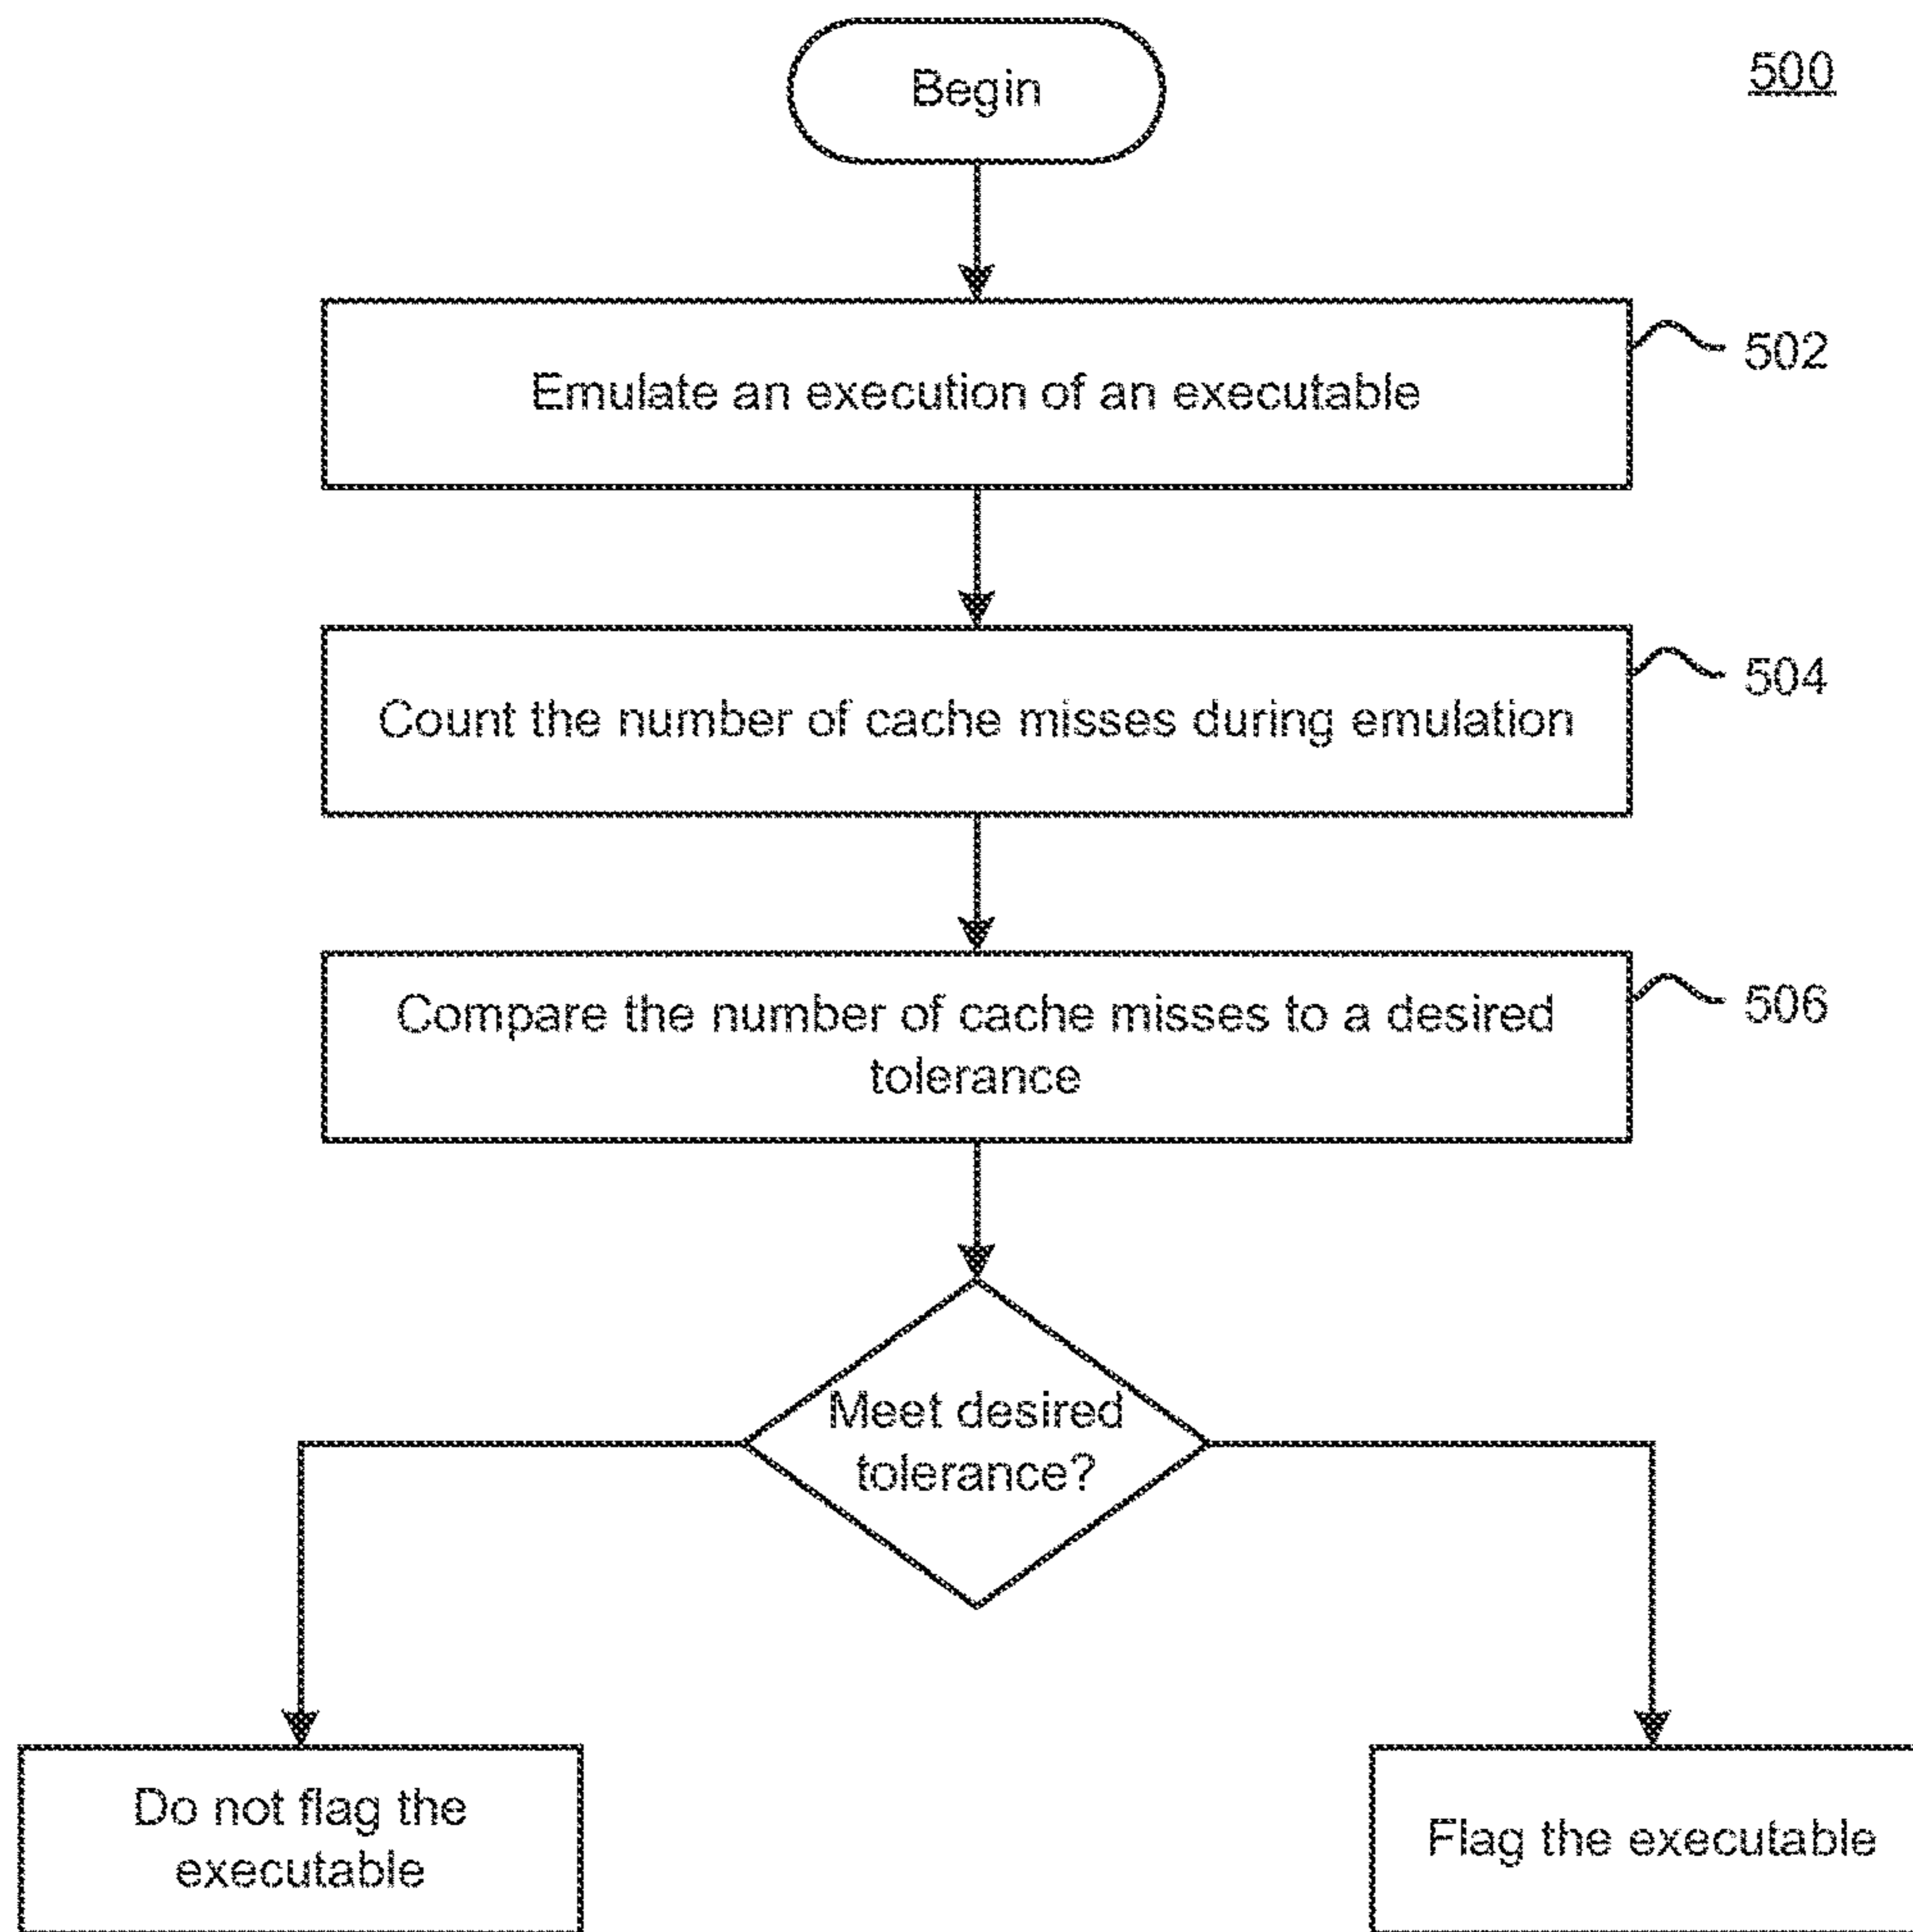 Begin
500
Emulate an execution of an executable
502
Count the number of cache misses during emulation
504
Compare the number of cache misses to a desired
tolerance
506
Meet desired
tolerance?
Do not flag the
executable
Flag the executable